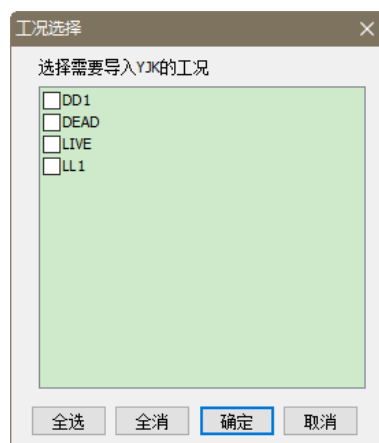 工况选择
选择需要导入YJK的工况
DD1
DEAD
LIVE
LL1
全选 全消 确定 取消